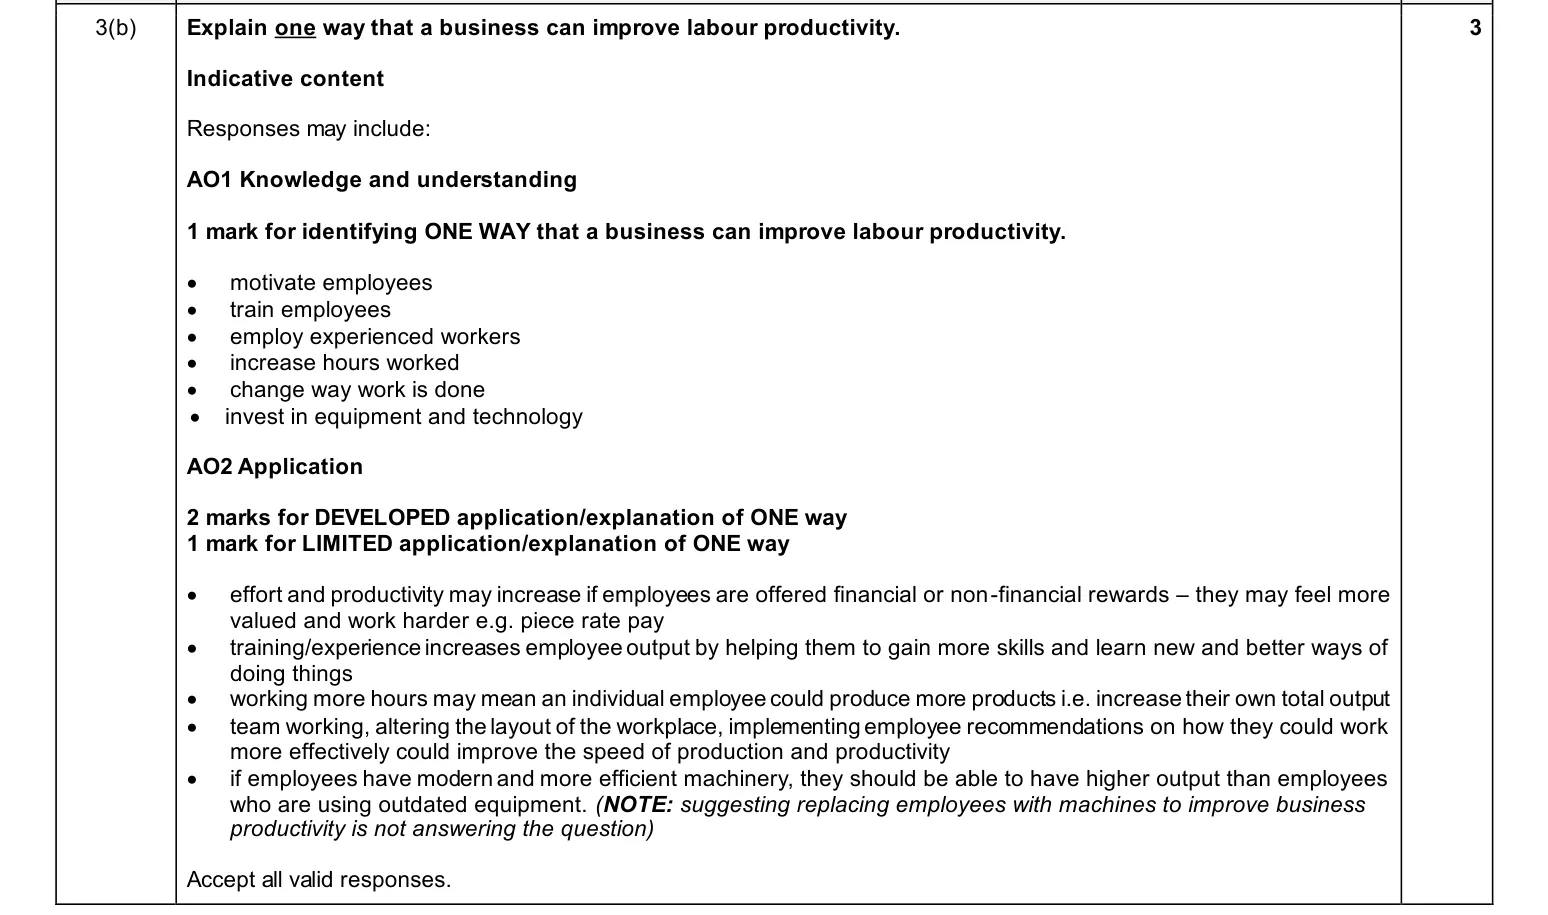 3(b) Explain one way that a business can improve labour productivity. 3
Indicative content
Responses may include:
AO1 Knowledge and understanding
1 mark for identifying ONE WAY that a business can improve labour productivity.
• motivate employees
• train employees
• employ experienced workers
• increase hours worked
• change way work is done
• invest in equipment and technology
AO2 Application
2 marks for DEVELOPED application/explanation of ONE way
1 mark for LIMITED application/explanation of ONE way
• effort and productivity may increase if employees are offered financial or non-financial rewards – they may feel more
valued and work harder e.g. piece rate pay
• training/experience increases employee output by helping them to gain more skills and learn new and better ways of
doing things
• working more hours may mean an individual employee could produce more products i.e. increase their own total output
• team working, altering the layout of the workplace, implementing employee recommendations on how they could work
more effectively could improve the speed of production and productivity
• if employees have modern and more efficient machinery, they should be able to have higher output than employees
who are using outdated equipment. (NOTE: suggesting replacing employees with machines to improve business
productivity is not answering the question)
Accept all valid responses.